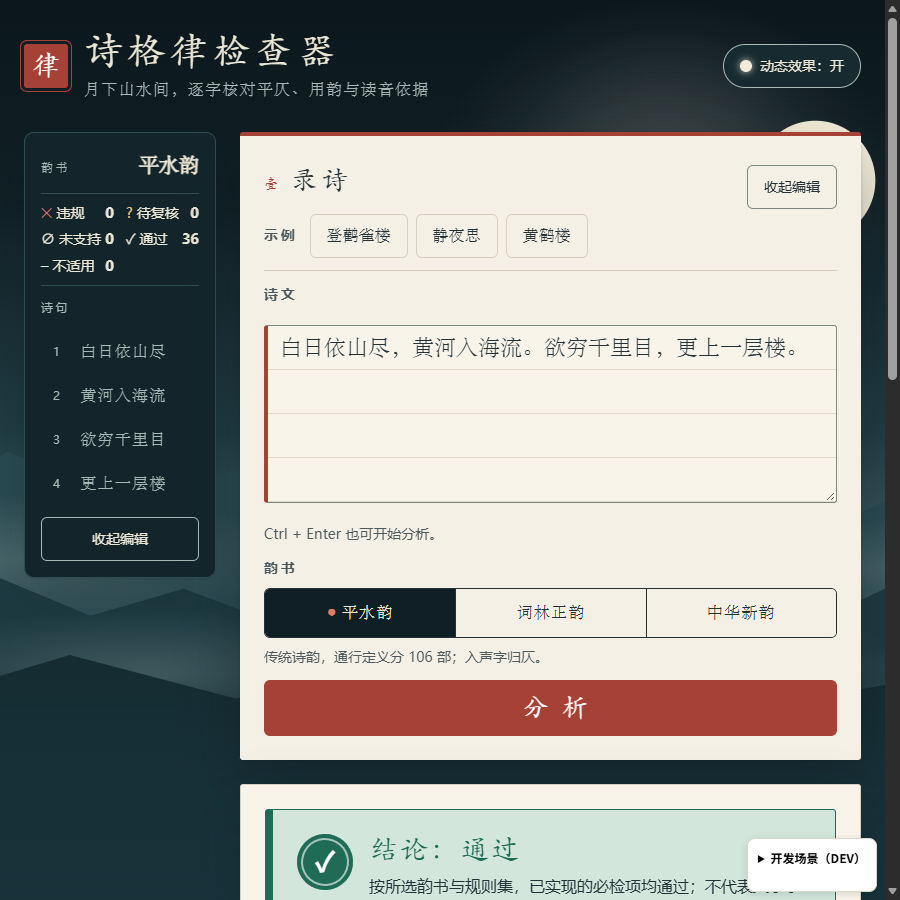 律
诗格律检查器
月下山水间，逐字核对平仄、用韵与读音依据
动态效果：开
韵书 平水韵
× 违规 0 ? 待复核 0
∅ 未支持 0 ✓ 通过 36
– 不适用 0
诗句
1 白日依山尽
2 黄河入海流
3 欲穷千里目
4 更上一层楼
收起编辑
壹 录诗
收起编辑
示例 登鹳雀楼 静夜思 黄鹤楼
诗文
白日依山尽，黄河入海流。欲穷千里目，更上一层楼。
Ctrl + Enter 也可开始分析。
韵书
平水韵 词林正韵 中华新韵
传统诗韵，通行定义分 106 部；入声字归仄。
分析
结论：通过
按所选韵书与规则集，已实现的必检项均通过；不代表
▶ 开发场景（DEV）